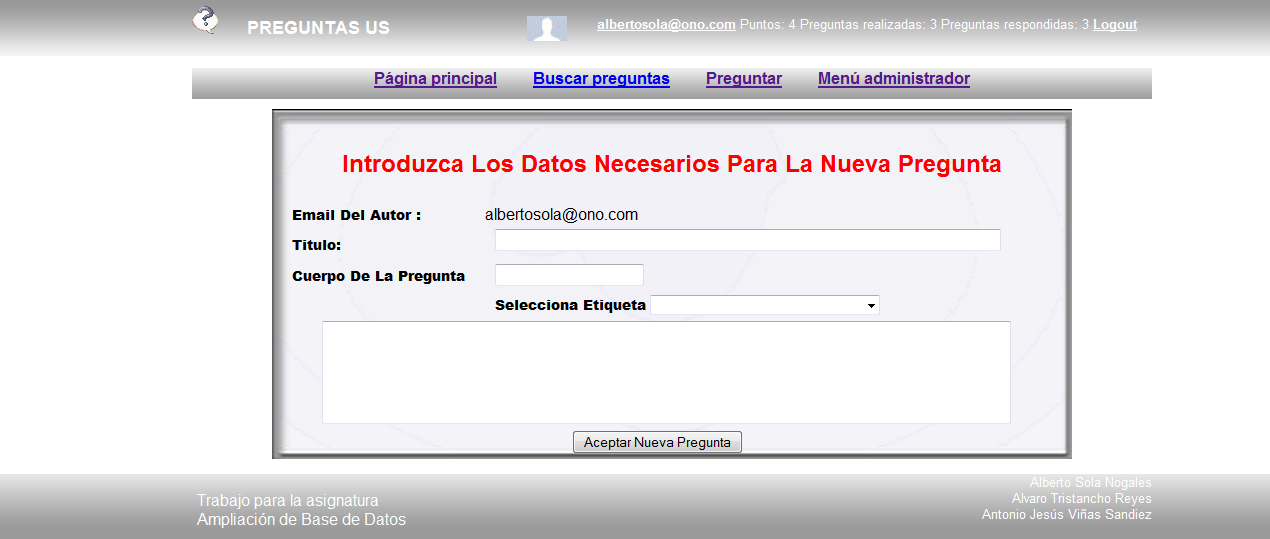 PREGUNTAS US
albertosola@ono.com Puntos: 4 Preguntas realizadas: 3 Preguntas respondidas: 3 Logout
Página principal Buscar preguntas Preguntar Menú administrador
Introduzca Los Datos Necesarios Para La Nueva Pregunta
Email Del Autor : albertosola@ono.com
Titulo:
Cuerpo De La Pregunta
Selecciona Etiqueta
Aceptar Nueva Pregunta
Trabajo para la asignatura
Ampliación de Base de Datos
Alberto Sola Nogales
Alvaro Tristancho Reyes
Antonio Jesús Viñas Sandiez